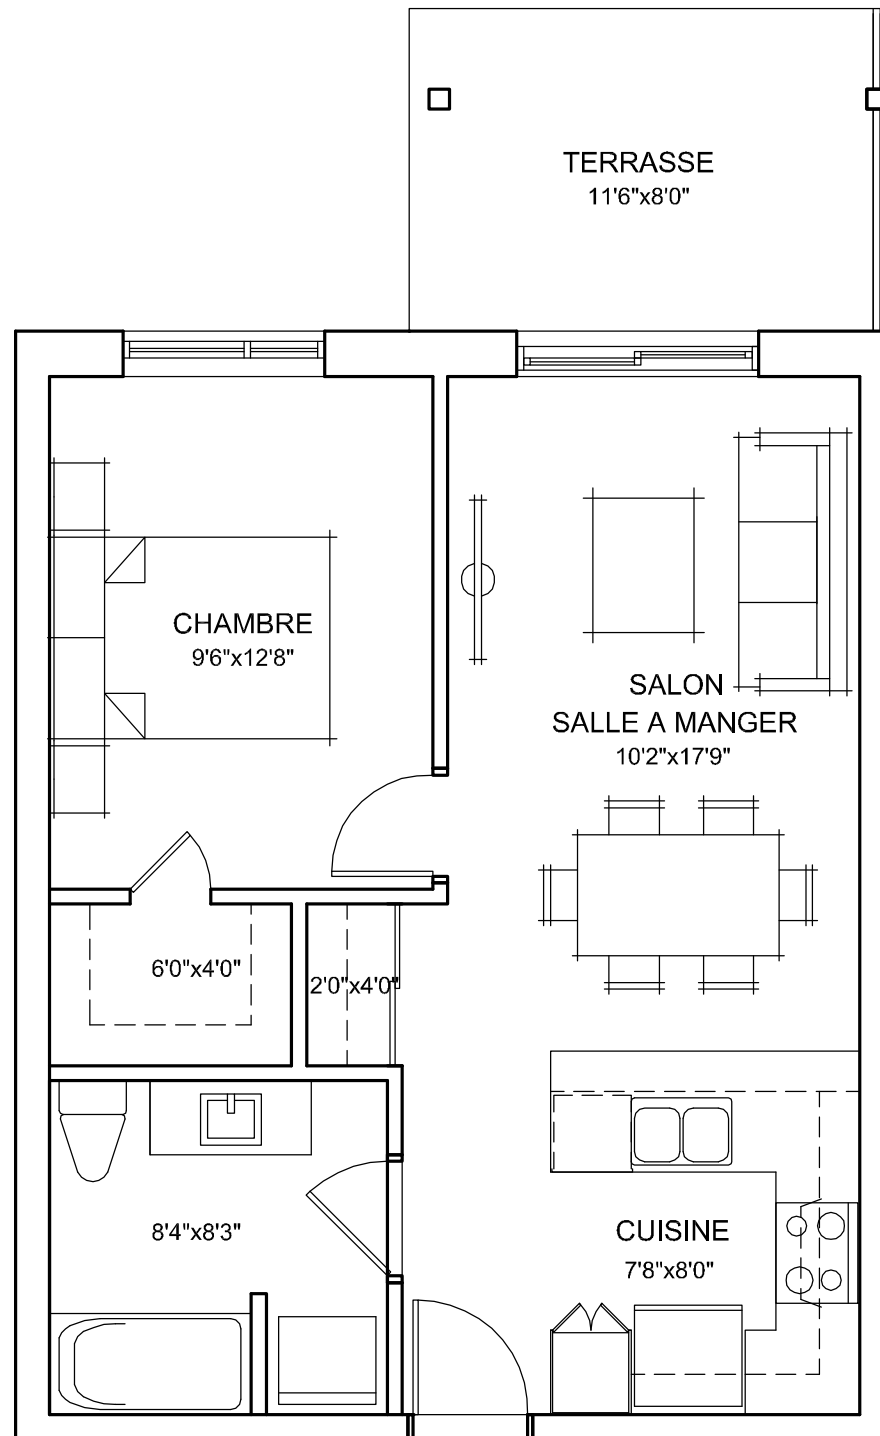 TERRASSE
11'6"x8'0"
CHAMBRE
9'6"x12'8"
SALON
SALLE A MANGER
10'2"x17'9"
6'0"x4'0"
2'0"x4'0"
8'4"x8'3"
CUISINE
7'8"x8'0"